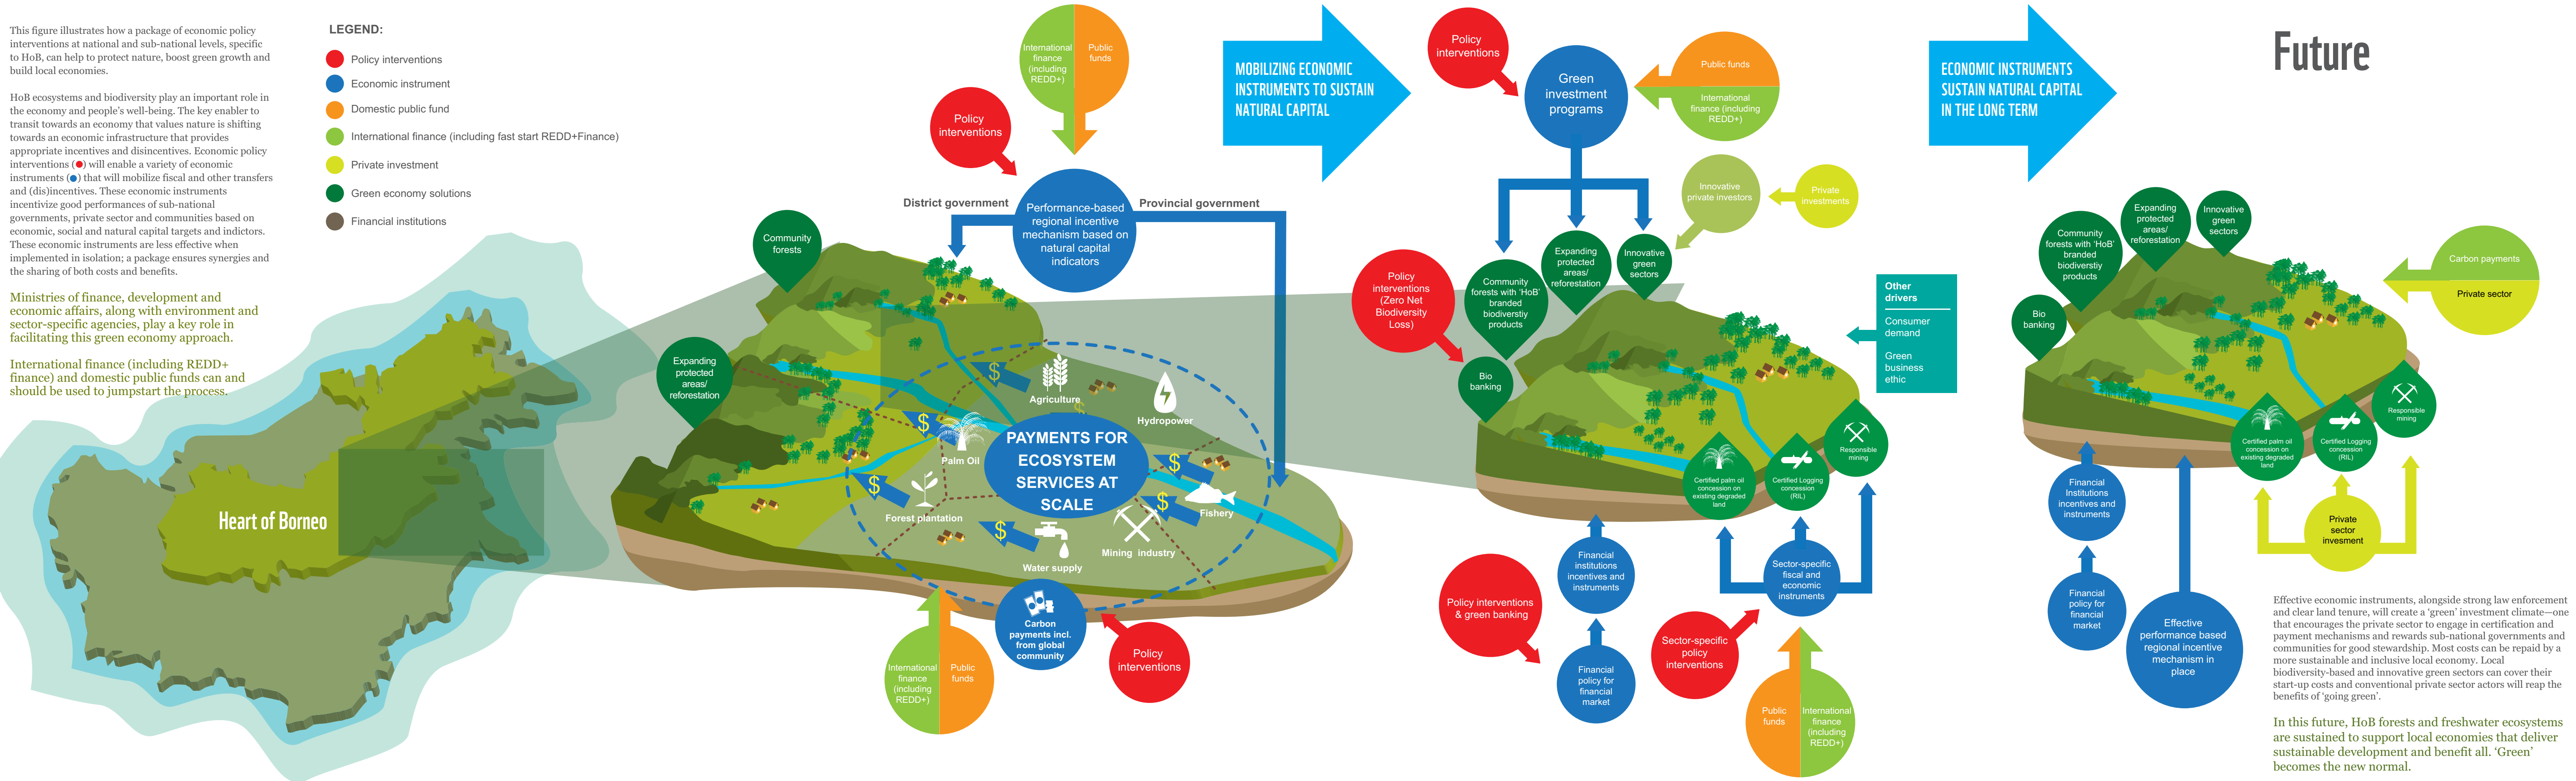 This figure illustrates how a package of economic policy
interventions at national and sub-national levels, specific
to HoB, can help to protect nature, boost green growth and
build local economies.
HoB ecosystems and biodiversity play an important role in
the economy and people's well-being. The key enabler to
transit towards an economy that values nature is shifting
towards an economic infrastructure that provides
appropriate incentives and disincentives. Economic policy
interventions (●) will enable a variety of economic
instruments (●) that will mobilize fiscal and other transfers
and (dis)incentives. These economic instruments
incentivize good performances of sub-national
governments, private sector and communities based on
economic, social and natural capital targets and indictors.
These economic instruments are less effective when
implemented in isolation; a package ensures synergies and
the sharing of both costs and benefits.
Ministries of finance, development and
economic affairs, along with environment and
sector-specific agencies, play a key role in
facilitating this green economy approach.
International finance (including REDD+
finance) and domestic public funds can and
should be used to jumpstart the process.
LEGEND:
Policy interventions
Economic instrument
Domestic public fund
International finance (including fast start REDD+Finance)
Private investment
Green economy solutions
Financial institutions
Heart of Borneo
International
finance
(including
REDD+)
Public
funds
Policy
interventions
District government
Provincial government
Performance-based
regional incentive
mechanism based on
natural capital
indicators
Community
forests
Expanding
protected
areas/
reforestation
$
Agriculture
$
Hydropower
$
Palm Oil
PAYMENTS FOR
ECOSYSTEM
SERVICES AT
SCALE
$
$
Forest plantation
$
Fishery
$
Water supply
Mining industry
Carbon
payments incl.
from global
community
International
finance
(including
REDD+)
Public
funds
Policy
interventions
MOBILIZING ECONOMIC
INSTRUMENTS TO SUSTAIN
NATURAL CAPITAL
Policy
interventions
Green
investment
programs
Public funds
International
finance (including
REDD+)
Innovative
private investors
Private
investments
Policy
interventions
(Zero Net
Biodiversity
Loss)
Community
forests with 'HoB'
branded
biodiverstiy
products
Expanding
protected
areas/
reforestation
Innovative
green
sectors
Bio
banking
Other
drivers
Consumer
demand
Green
business
ethic
Certified palm oil
concession on
existing degraded
land
Certified Logging
concession
(RIL)
Responsible
mining
Policy interventions
& green banking
Financial
institutions
incentives and
instruments
Financial
policy for
financial
market
Sector-specific
fiscal and
economic
instruments
Sector-specific
policy
interventions
Public
funds
International
finance
(including
REDD+)
ECONOMIC INSTRUMENTS
SUSTAIN NATURAL CAPITAL
IN THE LONG TERM
Future
Bio
banking
Community
forests with 'HoB'
branded
biodiverstiy
products
Expanding
protected
areas/
reforestation
Innovative
green
sectors
Carbon payments
Private sector
Certified palm oil
concession on
existing degraded
land
Certified Logging
concession
(RIL)
Responsible
mining
Financial
Institutions
incentives and
instruments
Financial
policy for
financial
market
Effective
performance based
regional incentive
mechanism in
place
Private
sector
invesment
Effective economic instruments, alongside strong law enforcement
and clear land tenure, will create a 'green' investment climate—one
that encourages the private sector to engage in certification and
payment mechanisms and rewards sub-national governments and
communities for good stewardship. Most costs can be repaid by a
more sustainable and inclusive local economy. Local
biodiversity-based and innovative green sectors can cover their
start-up costs and conventional private sector actors will reap the
benefits of 'going green'.
In this future, HoB forests and freshwater ecosystems
are sustained to support local economies that deliver
sustainable development and benefit all. 'Green'
becomes the new normal.